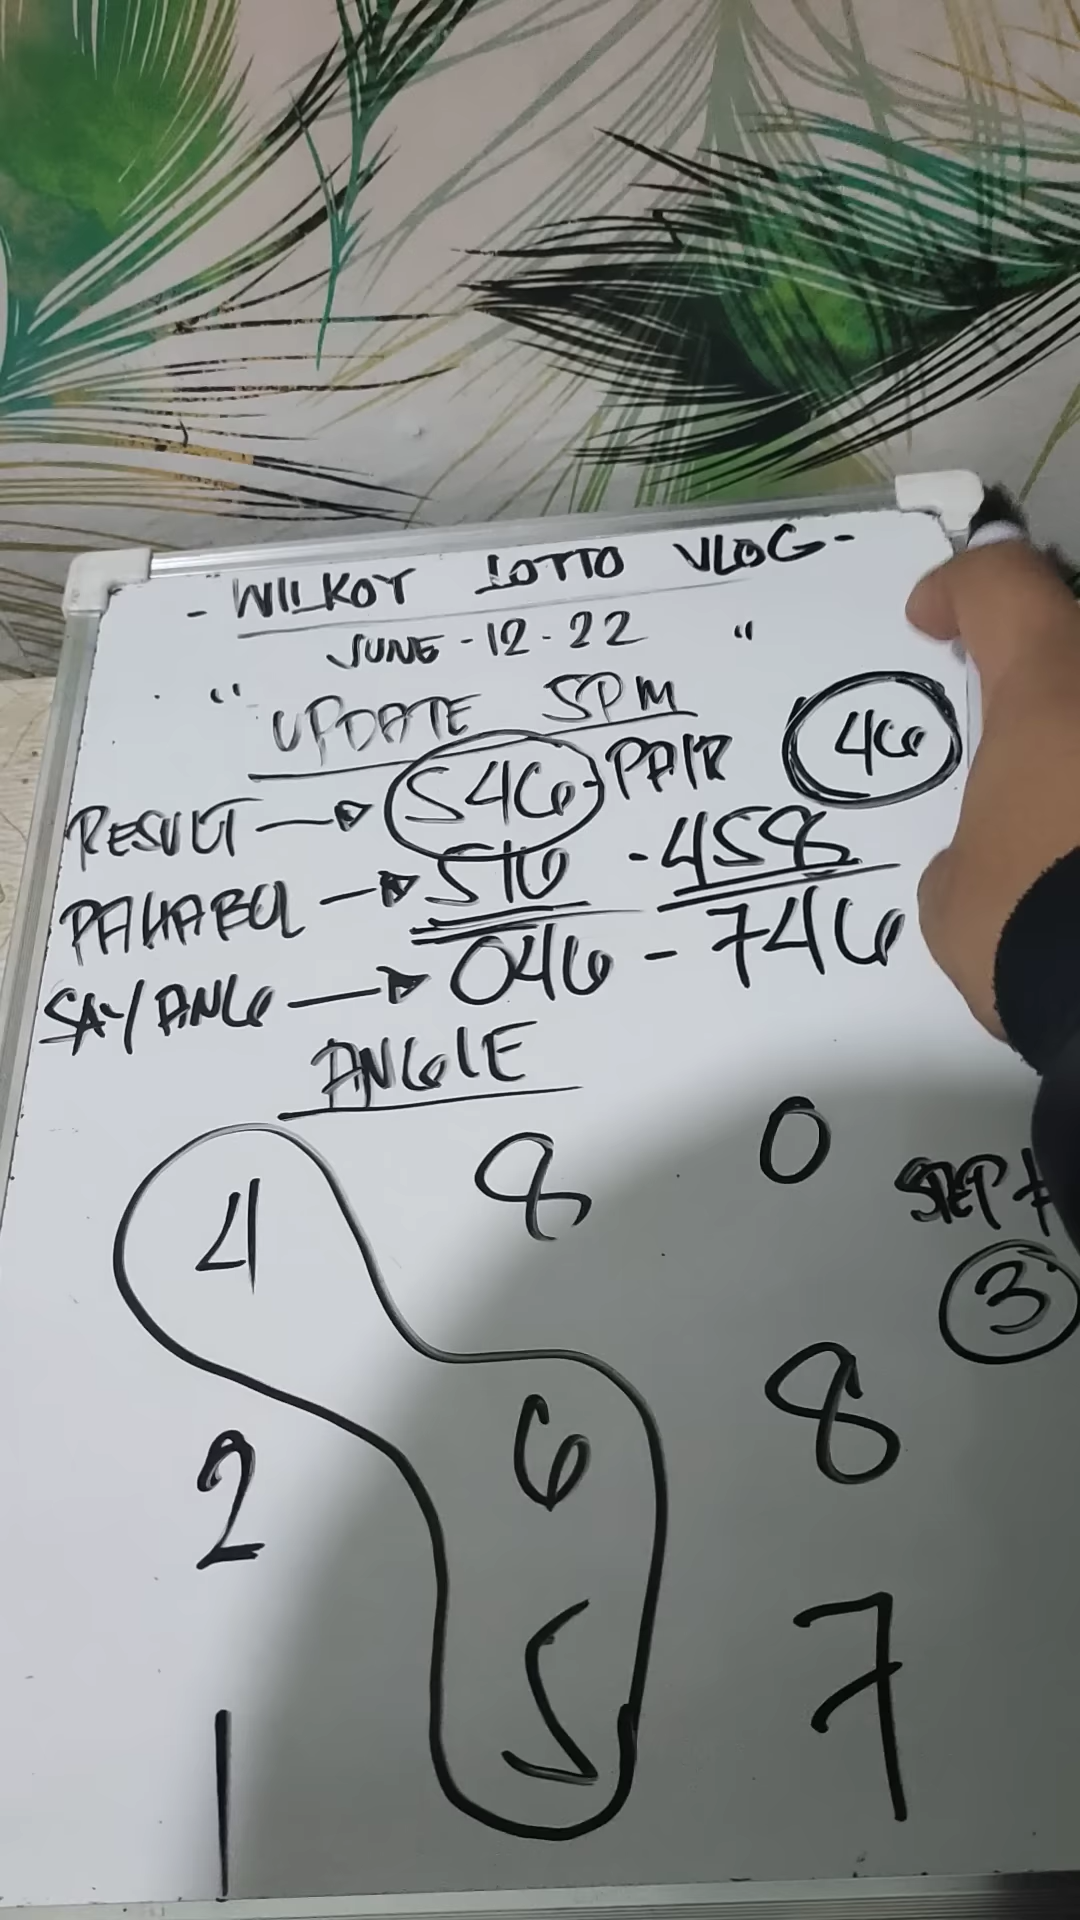 - WILKOY LOTTO VLOG -
JUNE - 12 - 22 "
" UPDATE 5PM
RESULT → 546 - PAIR 46
PAHABOL → 516 - 458
SAYANG → 046 - 746
ANGLE
4 8 0
STEP #
3
2 6 8
1 5 7